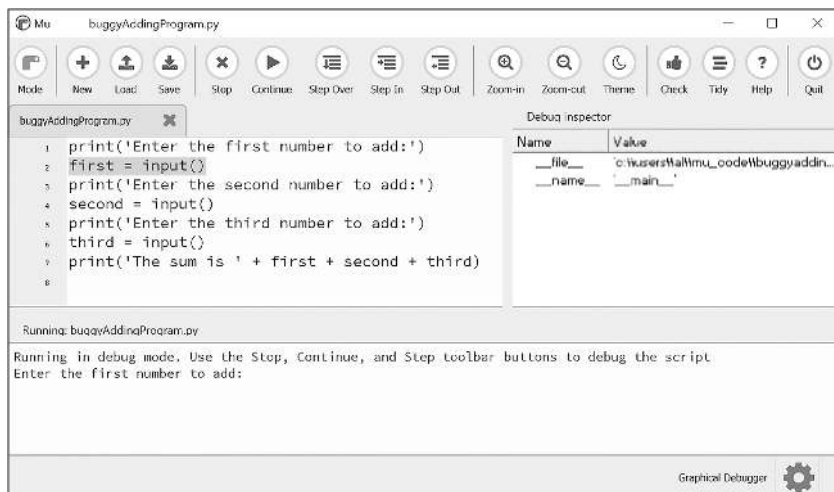 Mu buggyAddingProgram.py
Mode New Load Save Stop Continue Step Over Step In Step Out Zoom-in Zoom-out Theme Check Tidy Help Quit
buggyAddingProgram.py
1 print('Enter the first number to add:')
2 first = input()
3 print('Enter the second number to add:')
4 second = input()
5 print('Enter the third number to add:')
6 third = input()
7 print('The sum is ' + first + second + third)
8
Debug Inspector
Name Value
__file__ 'c:\\users\\al\\mu_code\\buggyaddin...
__name__ '__main__'
Running: buggyAddingProgram.py
Running in debug mode. Use the Stop, Continue, and Step toolbar buttons to debug the script
Enter the first number to add:
Graphical Debugger